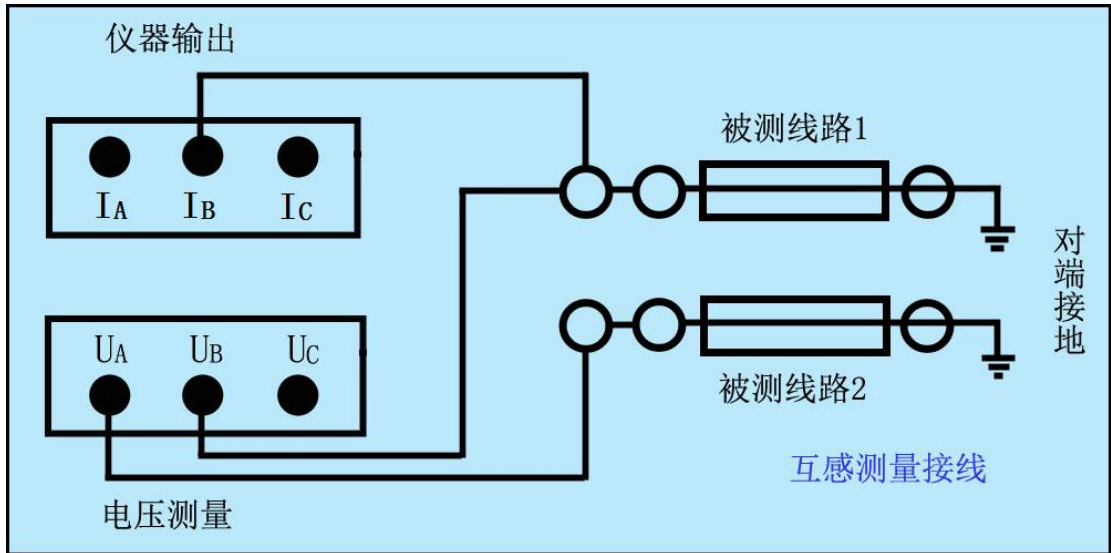 仪器输出
IA IB IC
被测线路1
对端接地
UA UB UC
被测线路2
互感测量接线
电压测量